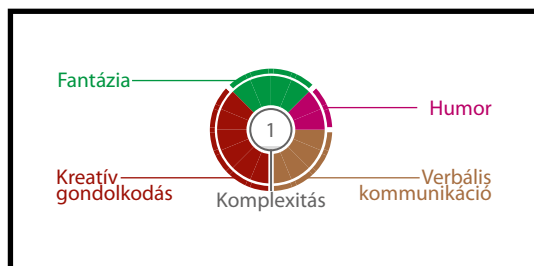 Fantázia
Humor
1
Kreatív
gondolkodás
Verbális
kommunikáció
Komplexitás